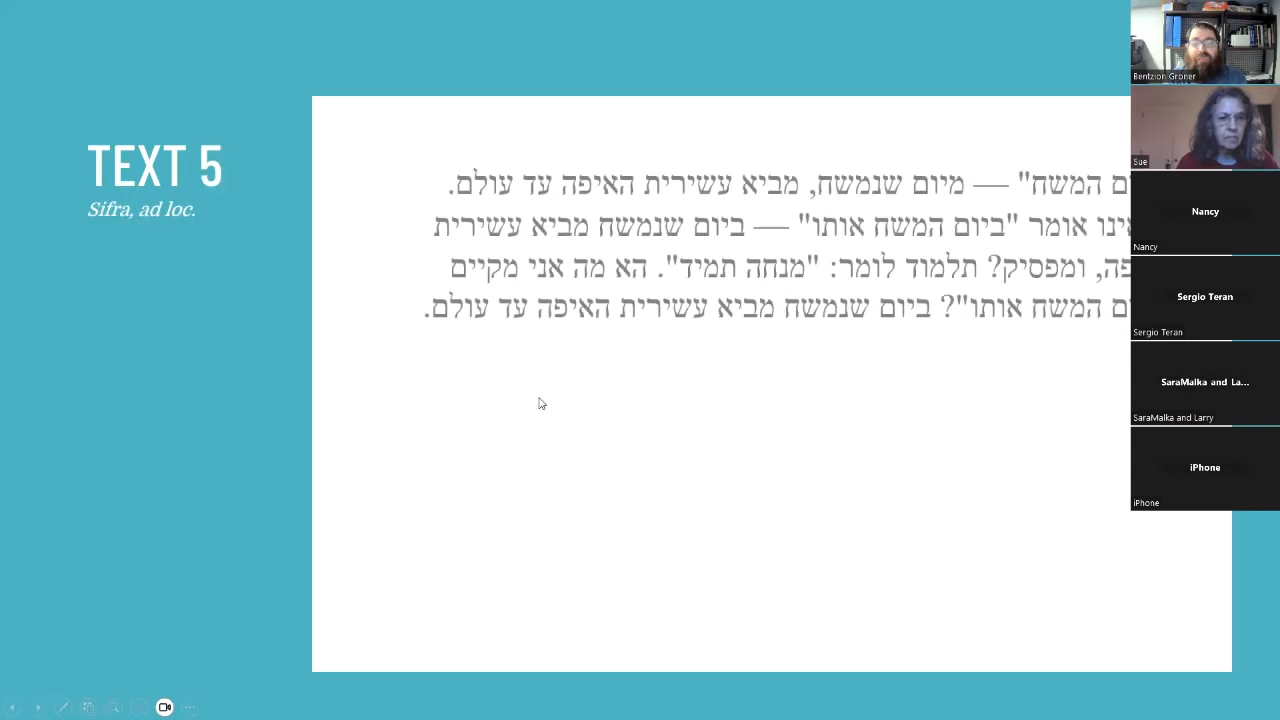 TEXT 5
Sifra, ad loc.
המשח" — מיום שנמשח, מביא עשירית האיפה עד עולם.
אומר "ביום המשח אותו" — ביום שנמשח מביא עשירית
ומפסיק? תלמוד לומר: "מנחה תמיד". הא מה אני מקיים
המשח אותו"? ביום שנמשח מביא עשירית האיפה עד עולם.
Bentzion Groner
Sue
Nancy
Nancy
Sergio Teran
Sergio Teran
SaraMalka and La...
SaraMalka and Larry
iPhone
iPhone